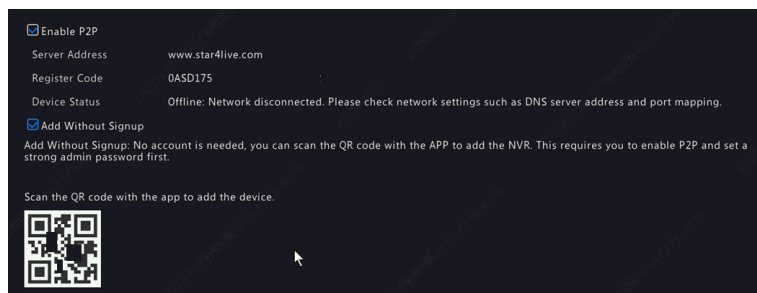 Enable P2P
Server Address www.star4live.com
Register Code 0ASD175
Device Status Offline: Network disconnected. Please check network settings such as DNS server address and port mapping.
Add Without Signup
Add Without Signup: No account is needed, you can scan the QR code with the APP to add the NVR. This requires you to enable P2P and set a
strong admin password first.
Scan the QR code with the app to add the device.